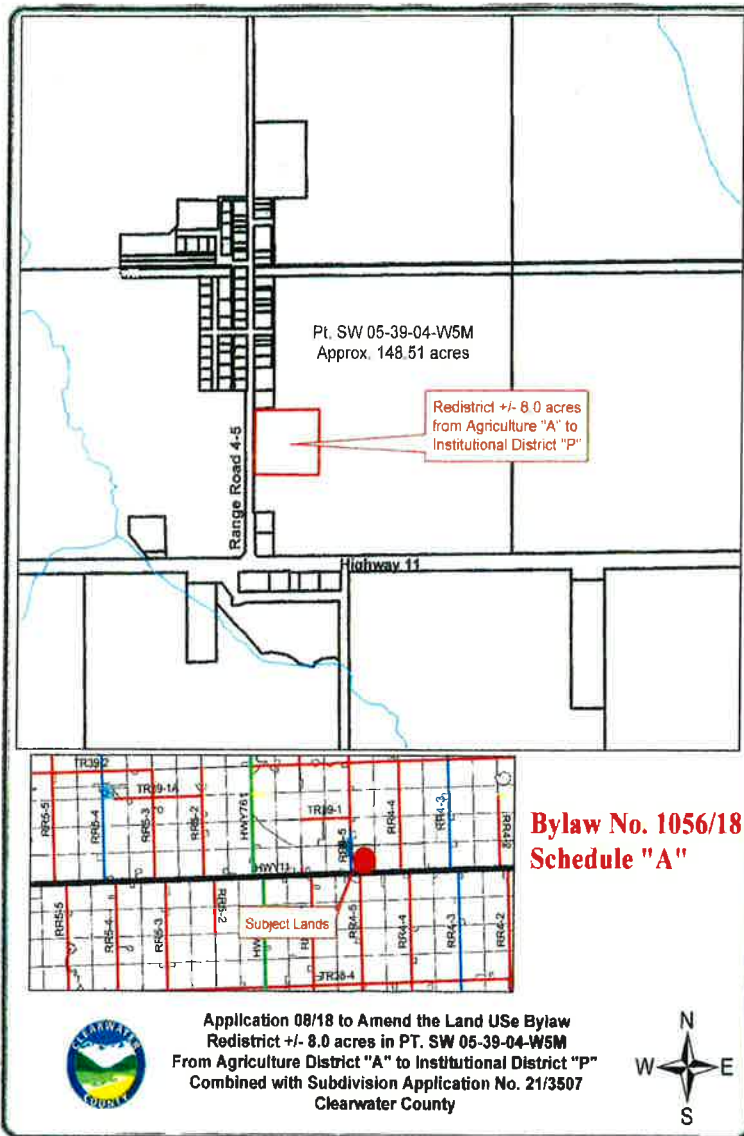 Pt. SW 05-39-04-W5M
Approx. 148.51 acres
Redistrict +/- 8.0 acres
from Agriculture "A" to
Institutional District "P"
Range Road 4-5
Highway 11
TR39-2
TR39-1A
TR39-1
RR5-5
RR5-4
RR5-3
RR5-2
HWY761
RR4-5
RR4-4
RR4-3
RR4-2
HWY11
RR5-5
RR5-4
RR5-3
RR5-2
RR4-5
RR4-4
RR4-3
RR4-2
Subject Lands
TR38-4
Bylaw No. 1056/18
Schedule "A"
CLEARWATER
COUNTY
Application 08/18 to Amend the Land USe Bylaw
Redistrict +/- 8.0 acres in PT. SW 05-39-04-W5M
From Agriculture District "A" to Institutional District "P"
Combined with Subdivision Application No. 21/3507
Clearwater County
N
W E
S